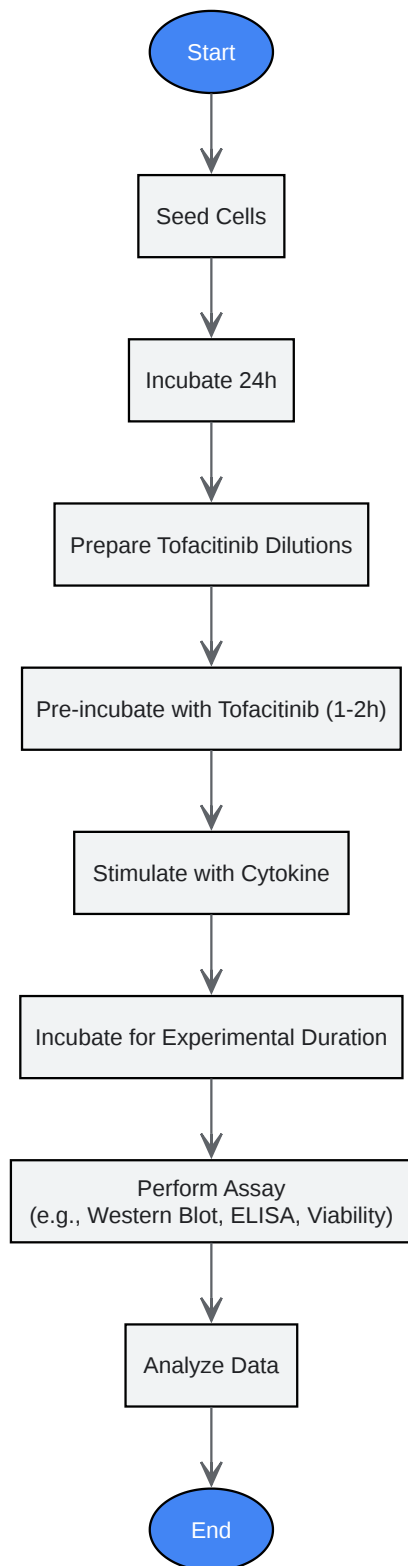 Start
Seed Cells
Incubate 24h
Prepare Tofacitinib Dilutions
Pre-incubate with Tofacitinib (1-2h)
Stimulate with Cytokine
Incubate for Experimental Duration
Perform Assay
(e.g., Western Blot, ELISA, Viability)
Analyze Data
End